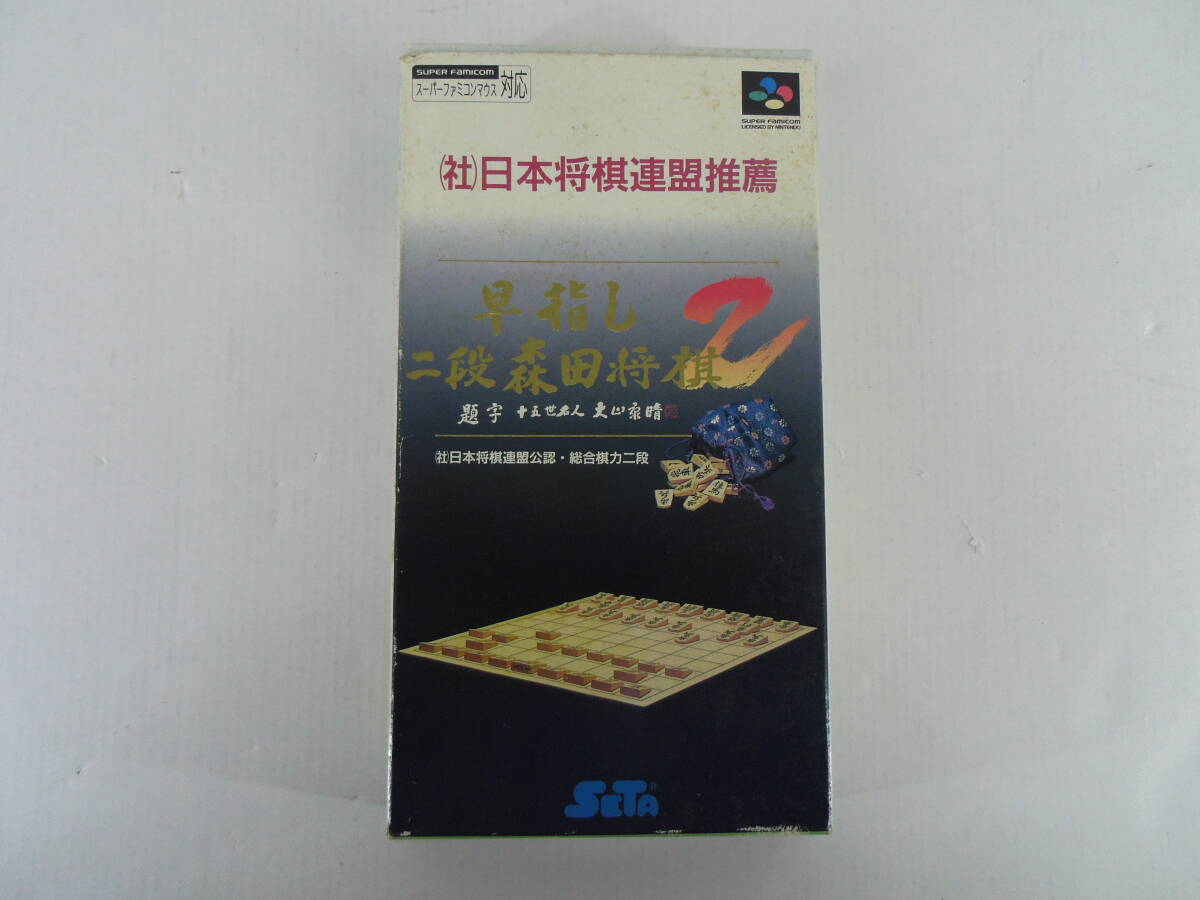 SUPER FAMICOM
スーパーファミコンマウス 対応
SUPER FAMICOM
LICENSED BY NINTENDO
㈳日本将棋連盟推薦
早指し
二段森田将棋2
題字 十五世名人 大山康晴
㈳日本将棋連盟公認・総合棋力二段
SETA®